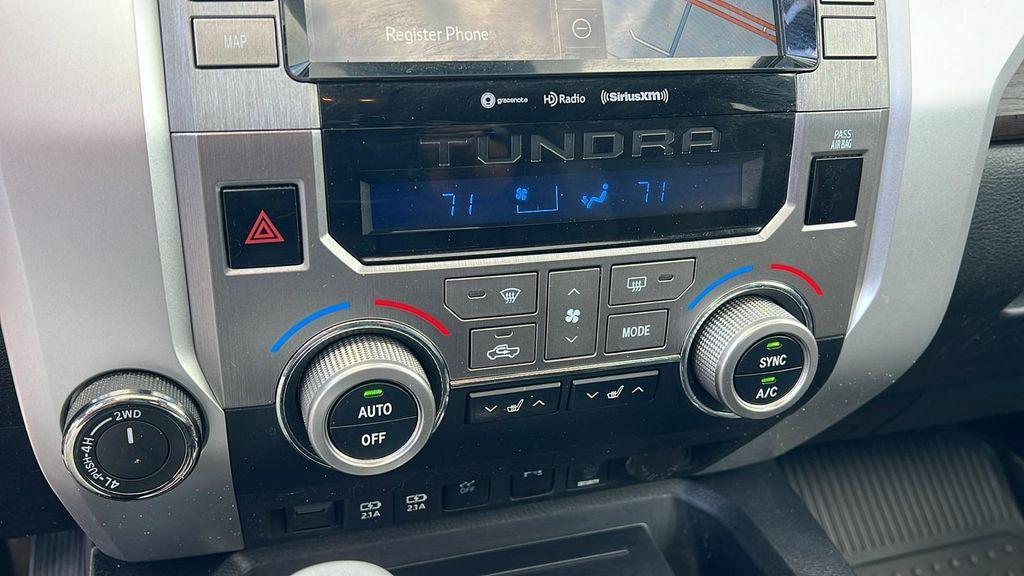 Register Phone
MAP
gracenote HD Radio ((SiriusXM))
PASS
AIR BAG
TUNDRA
71 71
MODE
SYNC
A/C
AUTO
OFF
2WD
4L-PUSH-4H
2.1A 2.1A OFF